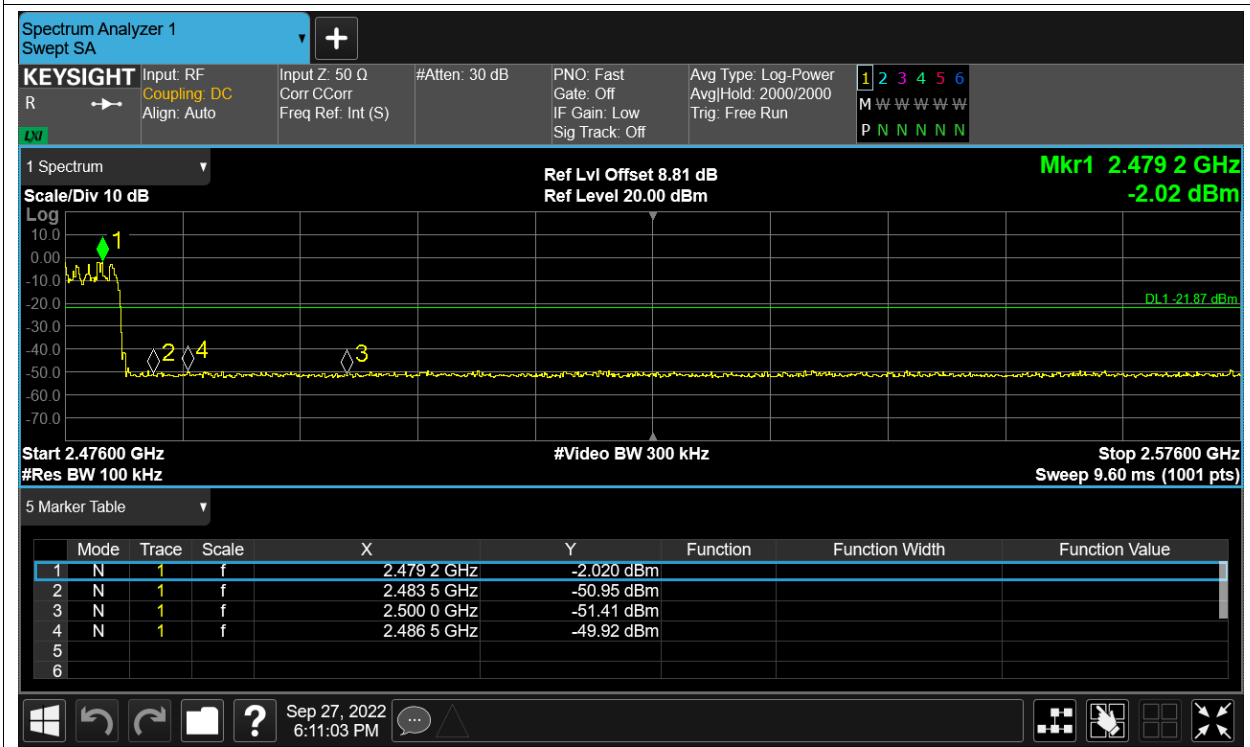 Spectrum Analyzer 1
Swept SA
KEYSIGHT
R
LXI
Input: RF
Coupling: DC
Align: Auto
Input Z: 50 Ω
Corr CCorr
Freq Ref: Int (S)
#Atten: 30 dB
PNO: Fast
Gate: Off
IF Gain: Low
Sig Track: Off
Avg Type: Log-Power
Avg|Hold: 2000/2000
Trig: Free Run
1 2 3 4 5 6
M W W W W W
P N N N N N
1 Spectrum
Scale/Div 10 dB
Ref Lvl Offset 8.81 dB
Ref Level 20.00 dBm
Mkr1 2.479 2 GHz
-2.02 dBm
Log
10.0
0.00
-10.0
-20.0
-30.0
-40.0
-50.0
-60.0
-70.0
1
2
4
3
DL1 -21.87 dBm
Start 2.47600 GHz
#Res BW 100 kHz
#Video BW 300 kHz
Stop 2.57600 GHz
Sweep 9.60 ms (1001 pts)
5 Marker Table
Mode Trace Scale X Y Function Function Width Function Value
1 N 1 f 2.479 2 GHz -2.020 dBm
2 N 1 f 2.483 5 GHz -50.95 dBm
3 N 1 f 2.500 0 GHz -51.41 dBm
4 N 1 f 2.486 5 GHz -49.92 dBm
5
6
?
Sep 27, 2022
6:11:03 PM